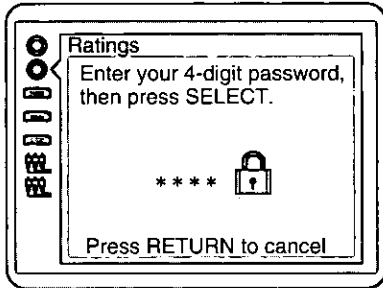 Ratings
Enter your 4-digit password,
then press SELECT.
* * * *
Press RETURN to cancel